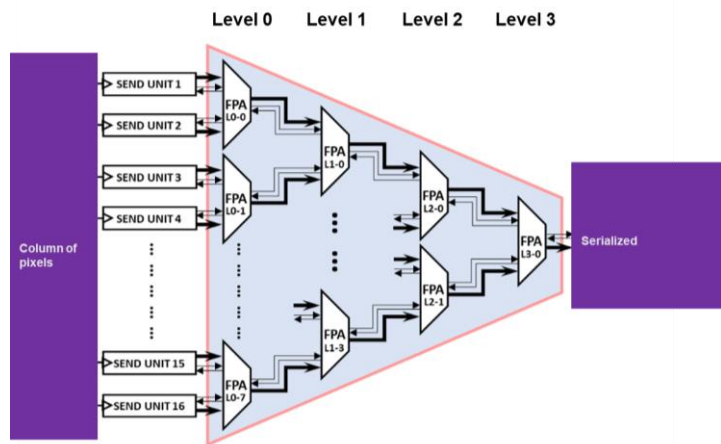 Level 0 Level 1 Level 2 Level 3
SEND UNIT 1
SEND UNIT 2
SEND UNIT 3
SEND UNIT 4
SEND UNIT 15
SEND UNIT 16
Column of
pixels
FPA
L0-0
FPA
L0-1
FPA
L0-7
FPA
L1-0
FPA
L1-3
FPA
L2-0
FPA
L2-1
FPA
L3-0
Serialized